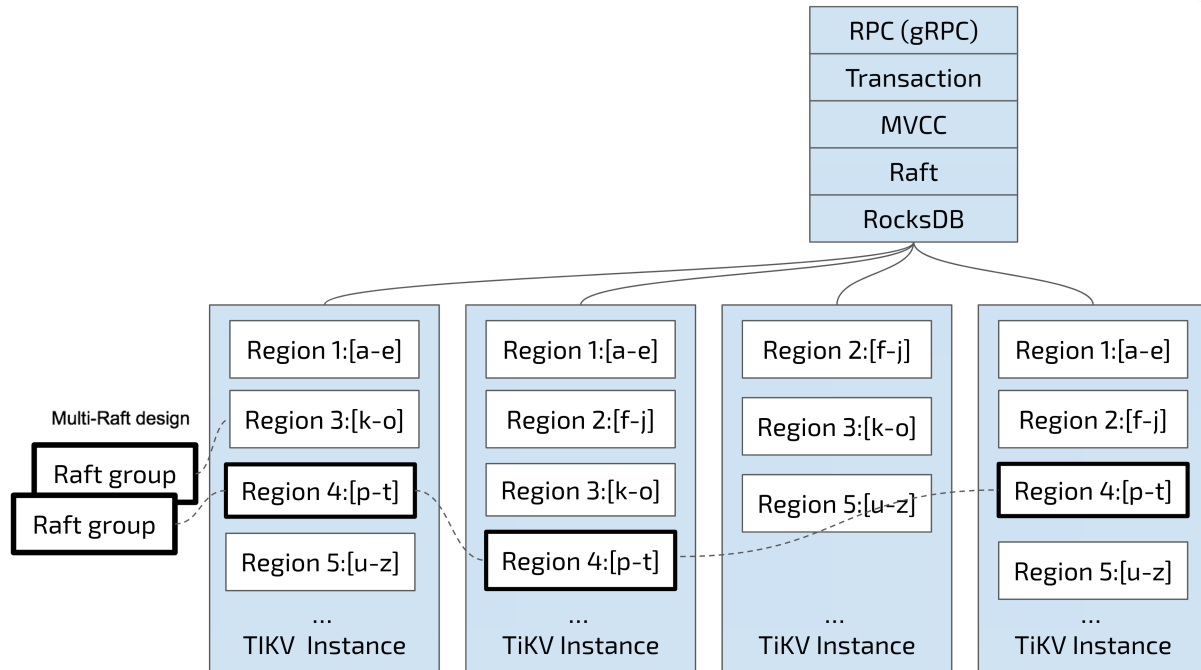 RPC (gRPC)
Transaction
MVCC
Raft
RocksDB
Multi-Raft design
Raft group
Raft group
Region 1:[a-e]
Region 3:[k-o]
Region 4:[p-t]
Region 5:[u-z]
...
TIKV Instance
Region 1:[a-e]
Region 2:[f-j]
Region 3:[k-o]
Region 4:[p-t]
...
TiKV Instance
Region 2:[f-j]
Region 3:[k-o]
Region 5:[u-z]
...
TiKV Instance
Region 1:[a-e]
Region 2:[f-j]
Region 4:[p-t]
Region 5:[u-z]
...
TiKV Instance